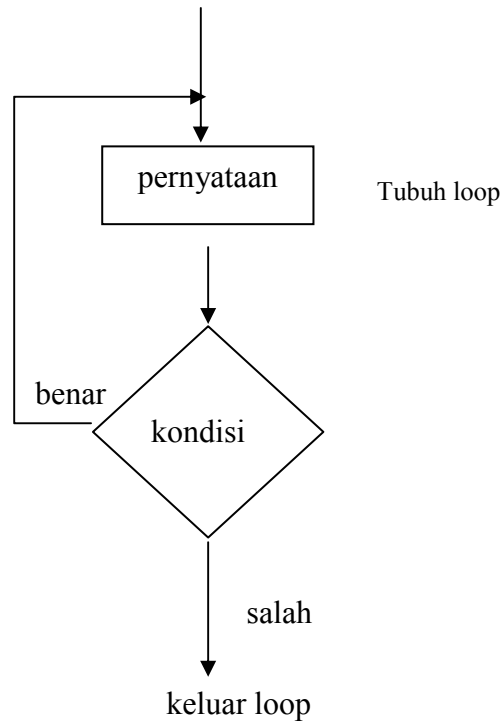 pernyataan
Tubuh loop
benar
kondisi
salah
keluar loop